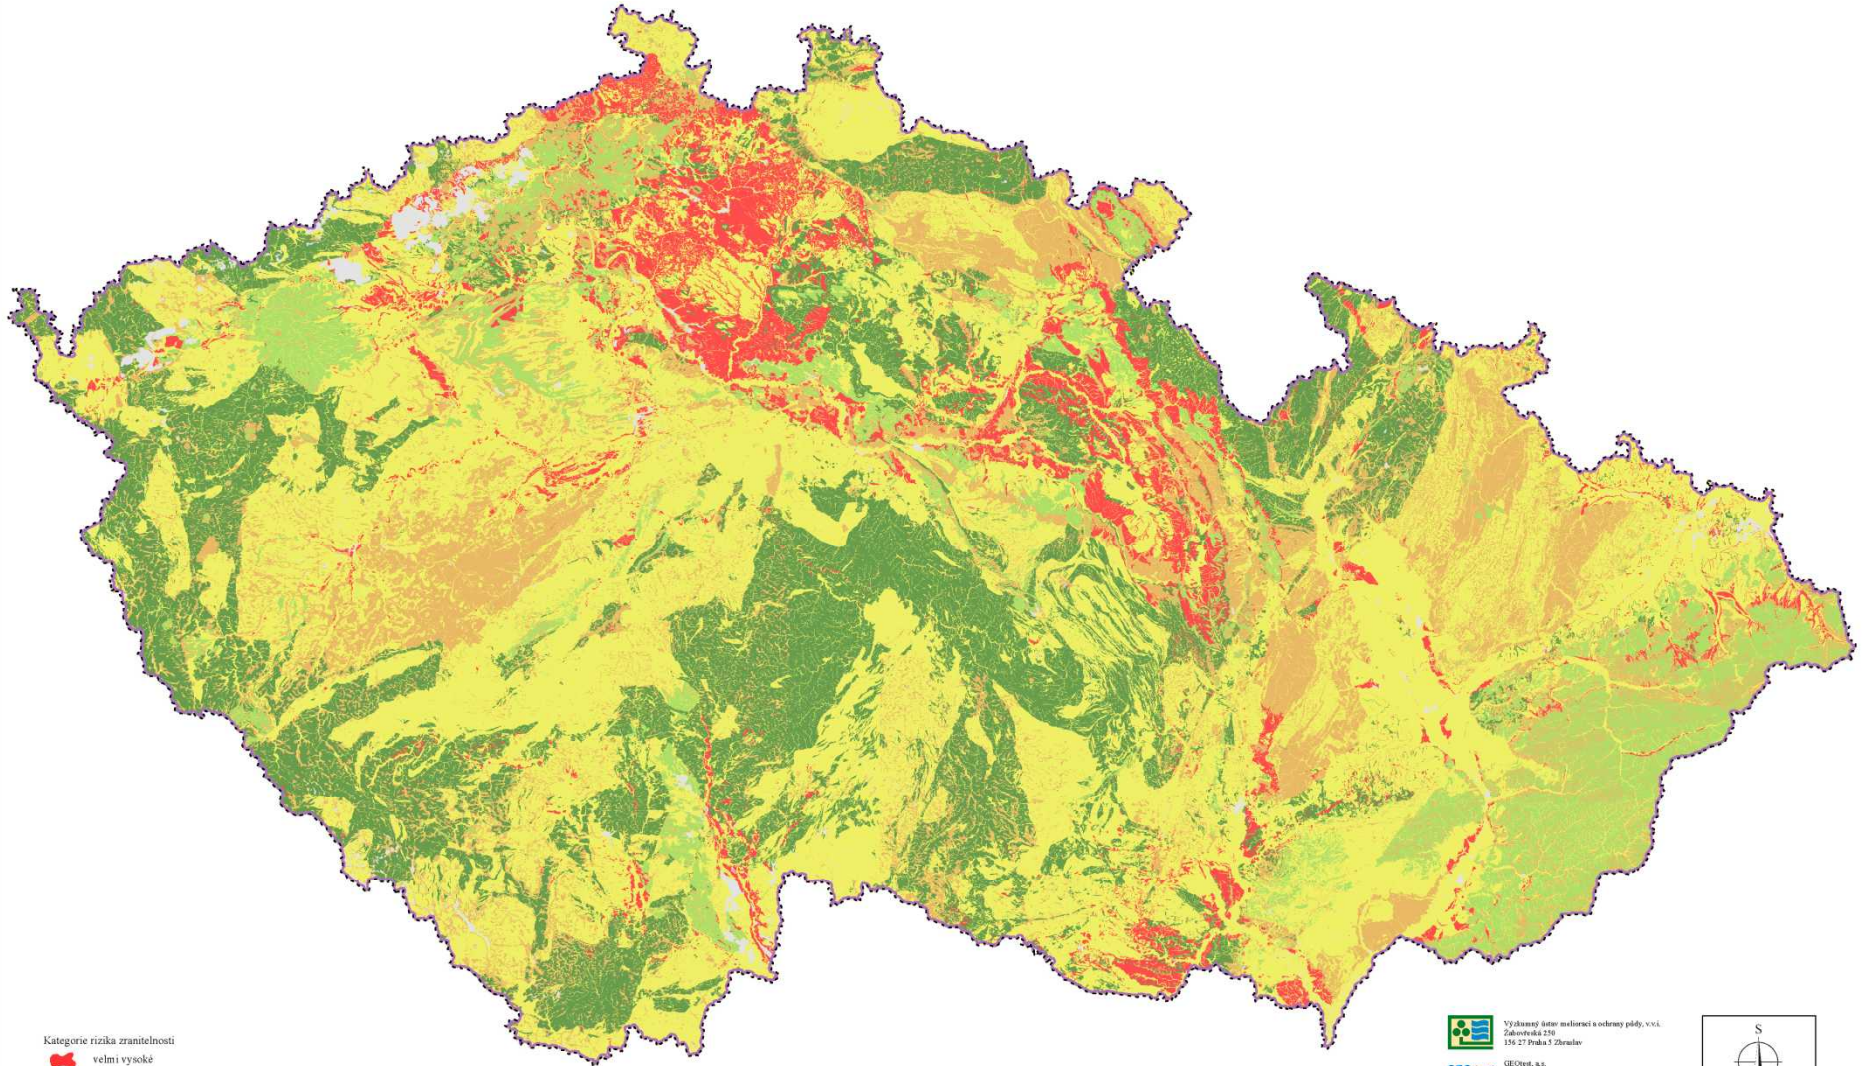 Kategorie rizika zranitelnosti
velmi vysoké
Výzkumný ústav meliorací a ochrany půdy, v.v.i.
Žabovřeská 250
156 27 Praha 5 Zbraslav
GEOtest, a.s.
S